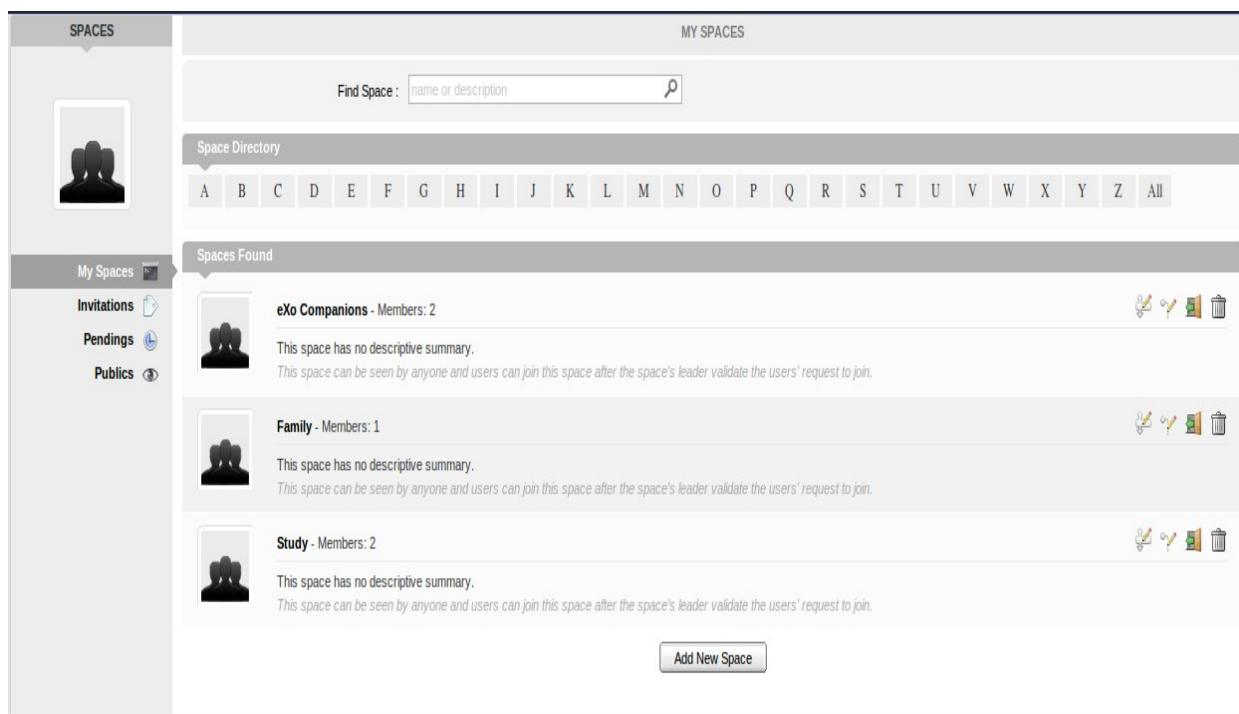 SPACES
MY SPACES
Find Space : name or description
Space Directory
A B C D E F G H I J K L M N O P Q R S T U V W X Y Z All
Spaces Found
My Spaces
Invitations
Pendings
Publics
eXo Companions - Members: 2
This space has no descriptive summary.
This space can be seen by anyone and users can join this space after the space's leader validate the users' request to join.
Family - Members: 1
This space has no descriptive summary.
This space can be seen by anyone and users can join this space after the space's leader validate the users' request to join.
Study - Members: 2
This space has no descriptive summary.
This space can be seen by anyone and users can join this space after the space's leader validate the users' request to join.
Add New Space